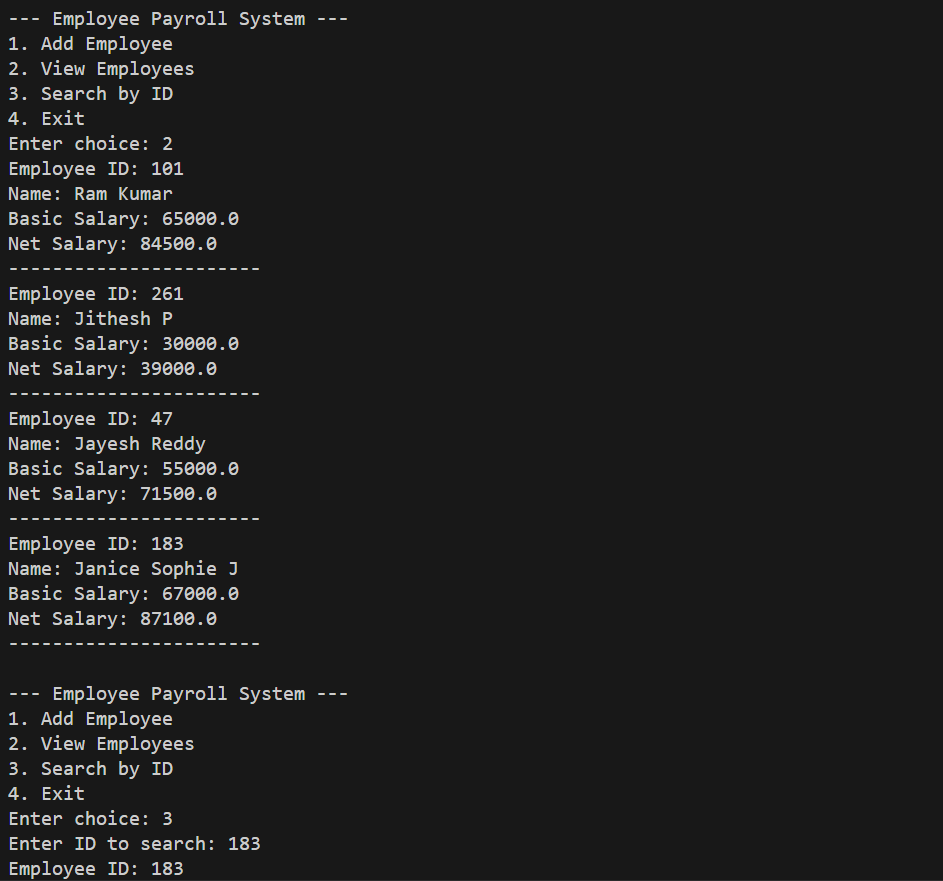 --- Employee Payroll System ---
1. Add Employee
2. View Employees
3. Search by ID
4. Exit
Enter choice: 2
Employee ID: 101
Name: Ram Kumar
Basic Salary: 65000.0
Net Salary: 84500.0
-----------------------
Employee ID: 261
Name: Jithesh P
Basic Salary: 30000.0
Net Salary: 39000.0
-----------------------
Employee ID: 47
Name: Jayesh Reddy
Basic Salary: 55000.0
Net Salary: 71500.0
-----------------------
Employee ID: 183
Name: Janice Sophie J
Basic Salary: 67000.0
Net Salary: 87100.0
-----------------------

--- Employee Payroll System ---
1. Add Employee
2. View Employees
3. Search by ID
4. Exit
Enter choice: 3
Enter ID to search: 183
Employee ID: 183